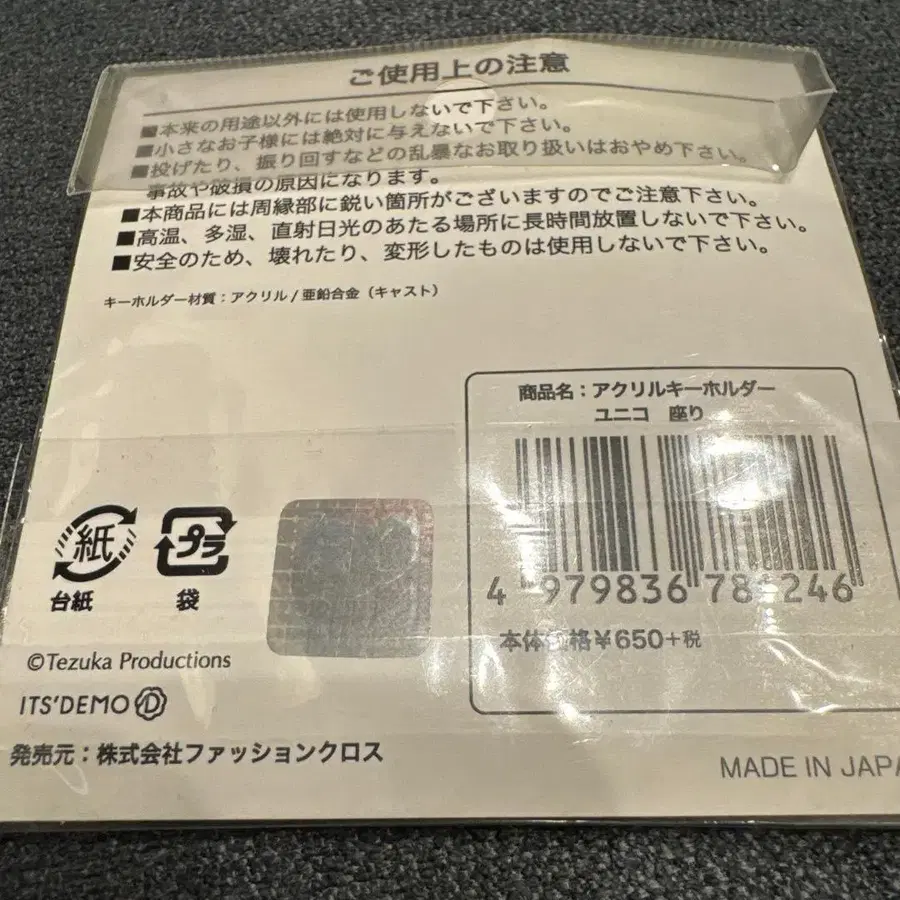 ご使用上の注意
■本来の用途以外には使用しないで下さい。
■小さなお子様には絶対に与えないで下さい。
■投げたり、振り回すなどの乱暴なお取り扱いはおやめ下さい。
事故や破損の原因になります。
■本商品には周縁部に鋭い箇所がございますのでご注意下さい。
■高温、多湿、直射日光のあたる場所に長時間放置しないで下さい。
■安全のため、壊れたり、変形したものは使用しないで下さい。
キーホルダー材質：アクリル/亜鉛合金（キャスト）
商品名：アクリルキーホルダー
ユニコ 座り
4 979836
本体価格¥650+税
紙
台紙
プラ
袋
©Tezuka Productions
ITS'DEMO D
発売元：株式会社ファッションクロス
MADE IN JAPA